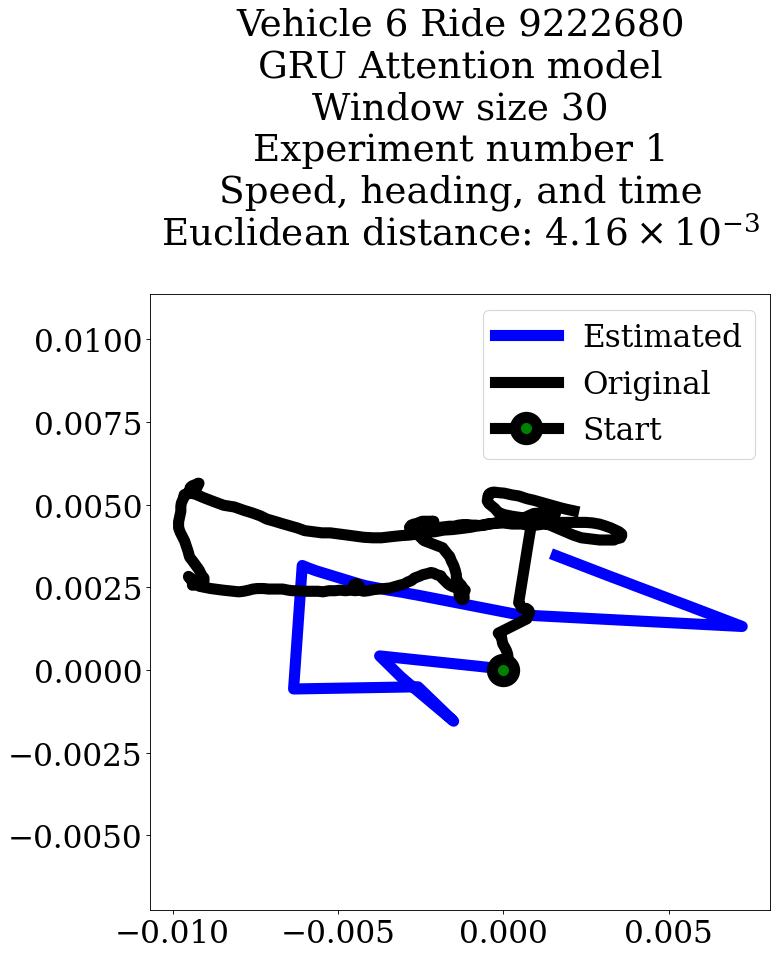 Vehicle 6 Ride 9222680
GRU Attention model
Window size 30
Experiment number 1
Speed, heading, and time
Euclidean distance: 4.16 × 10⁻³
Estimated
Original
Start
0.0100
0.0075
0.0050
0.0025
0.0000
−0.0025
−0.0050
−0.010 −0.005 0.000 0.005